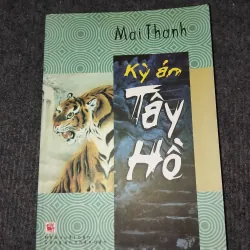 Mai Thanh
Kỳ án
Tây
Hồ